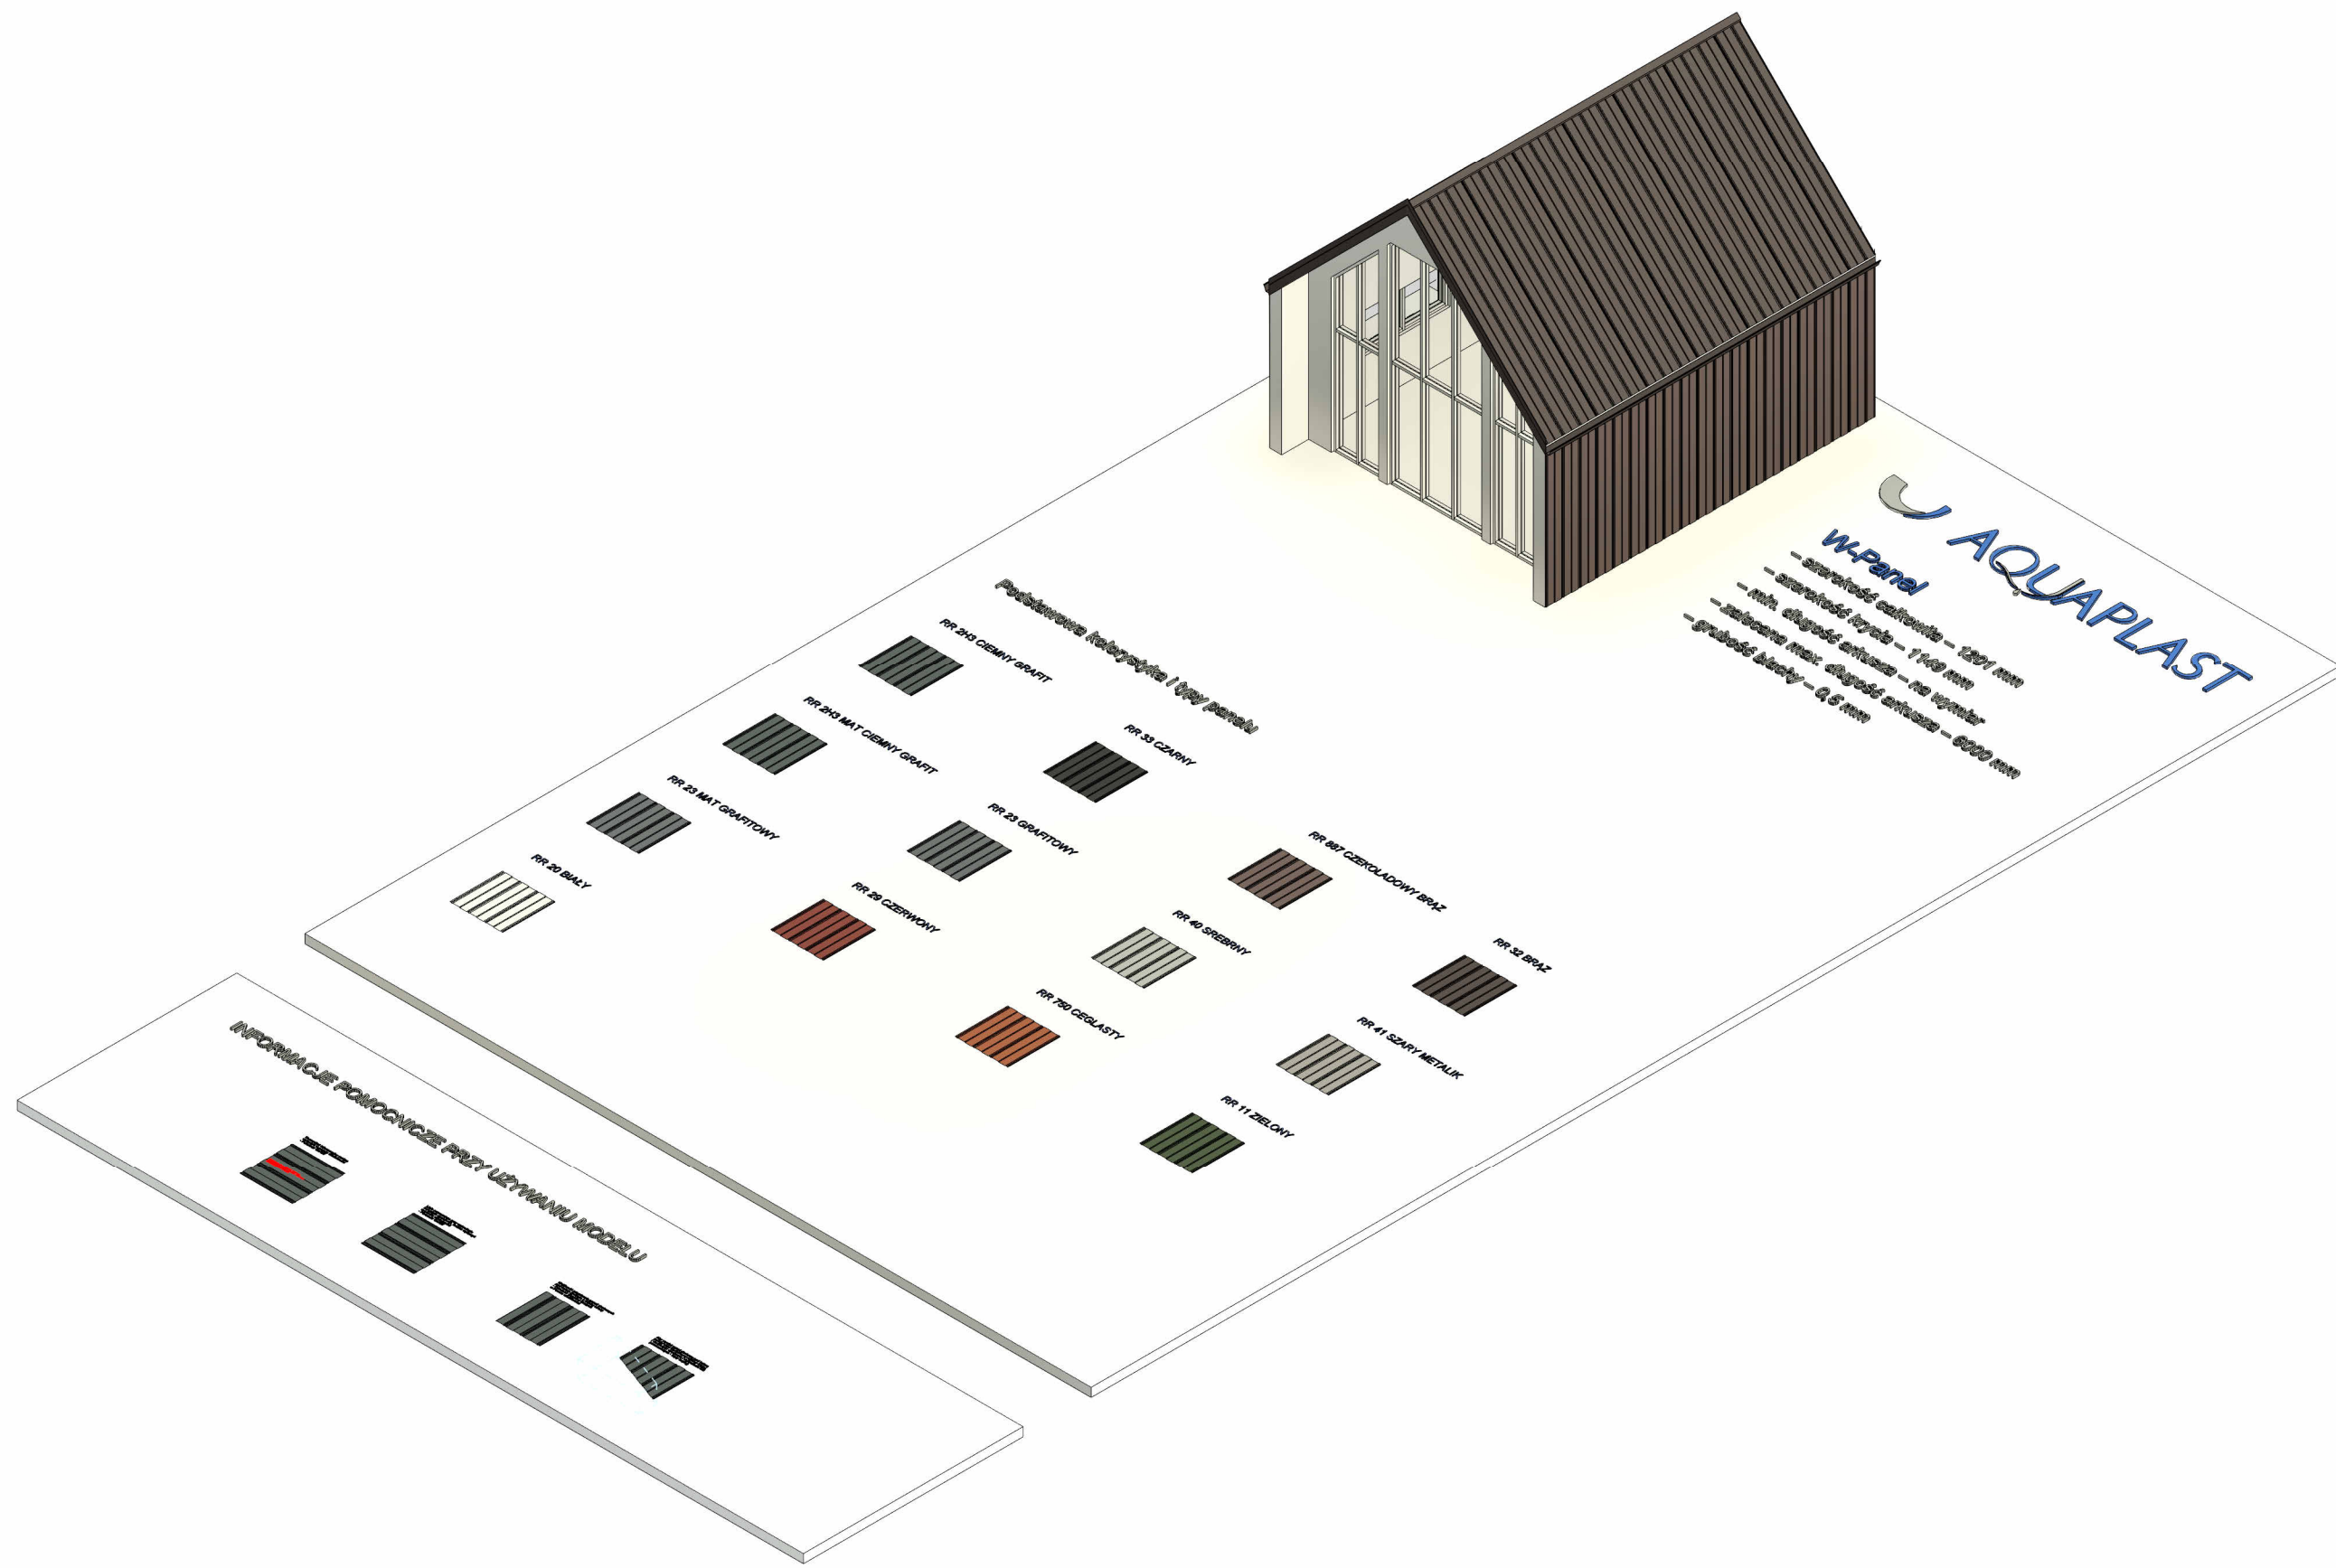 AQUAPLAST
W-Panel
- szerokość całkowita - 1201 mm
- szerokość krycia - 1149 mm
- min. długość arkusza - na wymiar
- zalecana max. długość arkusza - 6000 mm
- grubość blachy - 0,5 mm
Podstawowa kolorystyka i typy panelu
RR 2H3 CIEMNY GRAFIT
RR 2H3 MAT CIEMNY GRAFIT
RR 33 CZARNY
RR 23 MAT GRAFITOWY
RR 23 GRAFITOWY
RR 887 CZEKOLADOWY BRĄZ
RR 20 BIAŁY
RR 29 CZERWONY
RR 40 SREBRNY
RR 32 BRĄZ
RR 750 CEGLASTY
RR 41 SZARY METALIK
RR 11 ZIELONY
INFORMACJE POMOCNICZE PRZY UŻYWANIU MODELU